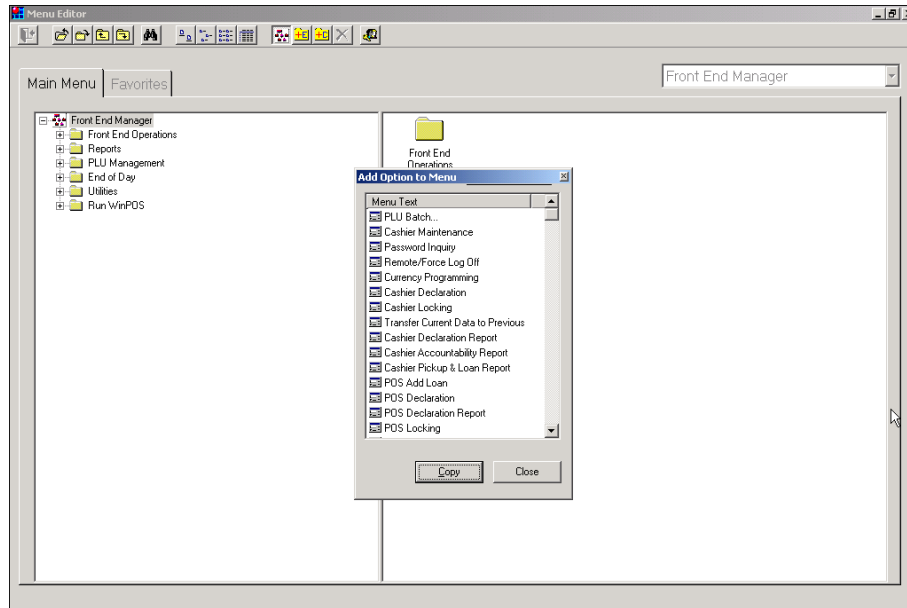 Menu Editor
Main Menu
Favorites
Front End Manager
Front End Manager
Front End Operations
Reports
PLU Management
End of Day
Utilities
Run WinPOS
Front End
Operations
Add Option to Menu
Menu Text
PLU Batch...
Cashier Maintenance
Password Inquiry
Remote/Force Log Off
Currency Programming
Cashier Declaration
Cashier Locking
Transfer Current Data to Previous
Cashier Declaration Report
Cashier Accountability Report
Cashier Pickup & Loan Report
POS Add Loan
POS Declaration
POS Declaration Report
POS Locking
Copy
Close